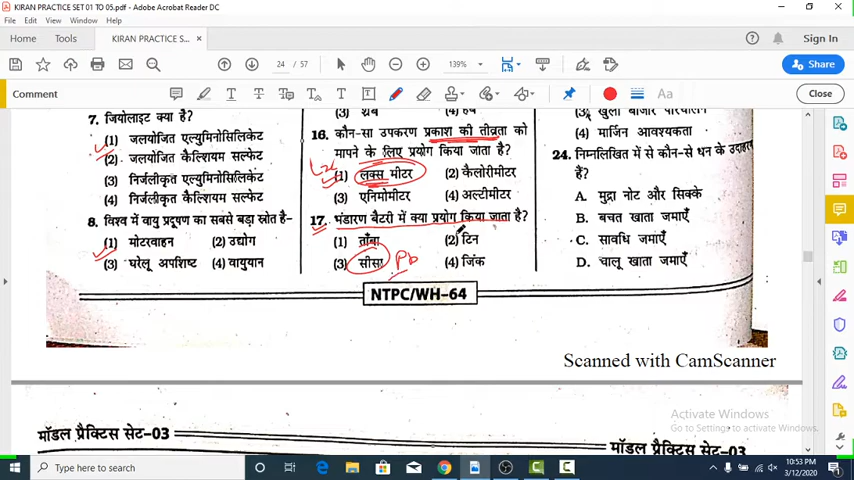 KIRAN PRACTICE SET 01 TO 05.pdf - Adobe Acrobat Reader DC
File Edit View Window Help
Home Tools KIRAN PRACTICE S... × Sign In
24 / 57 139% Share
Comment Aa Close
7. जियोलाइट क्या है?
(1) जलयोजित एल्युमिनोसिलिकेट
(2) जलयोजित कैल्शियम सल्फेट
(3) निर्जलीकृत एल्युमिनोसिलिकेट
(4) निर्जलीकृत कैल्शियम सल्फेट
8. विश्व में वायु प्रदूषण का सबसे बड़ा स्रोत है-
(1) मोटरवाहन (2) उद्योग
(3) घरेलू अपशिष्ट (4) वायुयान
16. कौन-सा उपकरण प्रकाश की तीव्रता को
मापने के लिए प्रयोग किया जाता है?
(1) लक्स मीटर (2) कैलोरीमीटर
(3) एनिमोमीटर (4) अल्टीमीटर
17. भंडारण बैटरी में क्या प्रयोग किया जाता है?
(1) ताँबा (2) टिन
(3) सीसा Pb (4) जिंक
(3) खुला बाजार परिचालन
(4) मार्जिन आवश्यकता
24. निम्नलिखित में से कौन-से धन के उदाहरण
हैं?
A. मुद्रा नोट और सिक्के
B. बचत खाता जमाएँ
C. सावधि जमाएँ
D. चालू खाता जमाएँ
NTPC/WH-64
Scanned with CamScanner
मॉडल प्रैक्टिस सेट-03 मॉडल प्रैक्टिस सेट-03
Activate Windows
Go to Settings to activate Windows.
Type here to search
10:53 PM
3/12/2020